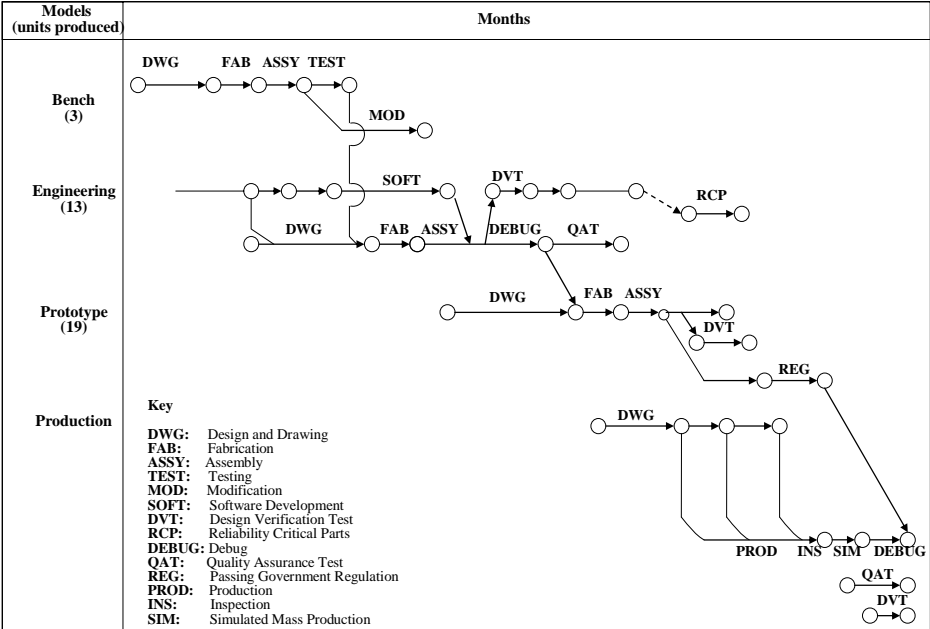 Models
(units produced)
Months
DWG FAB ASSY TEST
Bench
(3)
MOD
Engineering
(13)
SOFT DVT
RCP
DWG FAB ASSY DEBUG QAT
Prototype
(19)
DWG FAB ASSY
DVT
REG
Production
DWG
Key
DWG: Design and Drawing
FAB: Fabrication
ASSY: Assembly
TEST: Testing
MOD: Modification
SOFT: Software Development
DVT: Design Verification Test
RCP: Reliability Critical Parts
DEBUG: Debug
QAT: Quality Assurance Test
REG: Passing Government Regulation
PROD: Production
INS: Inspection
SIM: Simulated Mass Production
PROD INS SIM DEBUG
QAT
DVT